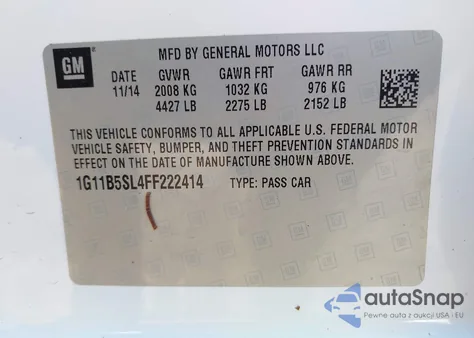 GM
MFD BY GENERAL MOTORS LLC
DATE GVWR GAWR FRT GAWR RR
11/14 2008 KG 1032 KG 976 KG
4427 LB 2275 LB 2152 LB
THIS VEHICLE CONFORMS TO ALL APPLICABLE U.S. FEDERAL MOTOR
VEHICLE SAFETY, BUMPER, AND THEFT PREVENTION STANDARDS IN
EFFECT ON THE DATE OF MANUFACTURE SHOWN ABOVE.
1G11B5SL4FF222414 TYPE: PASS CAR
autoSnap
Pewne auta z aukcji USA i EU